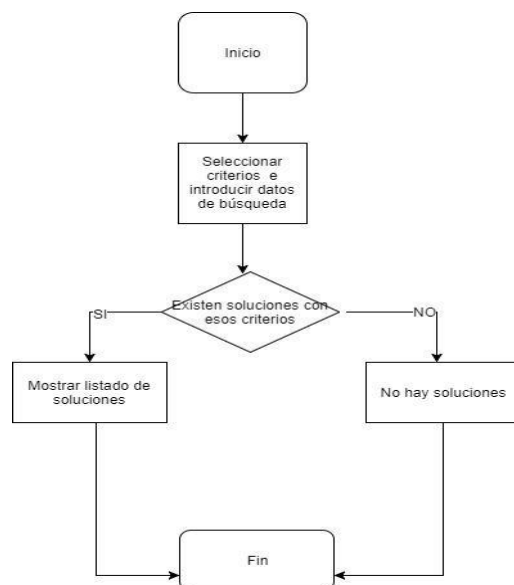 Inicio
Seleccionar
criterios e
introducir datos
de búsqueda
Existen soluciones con
esos criterios
SI
NO
Mostrar listado de
soluciones
No hay soluciones
Fin